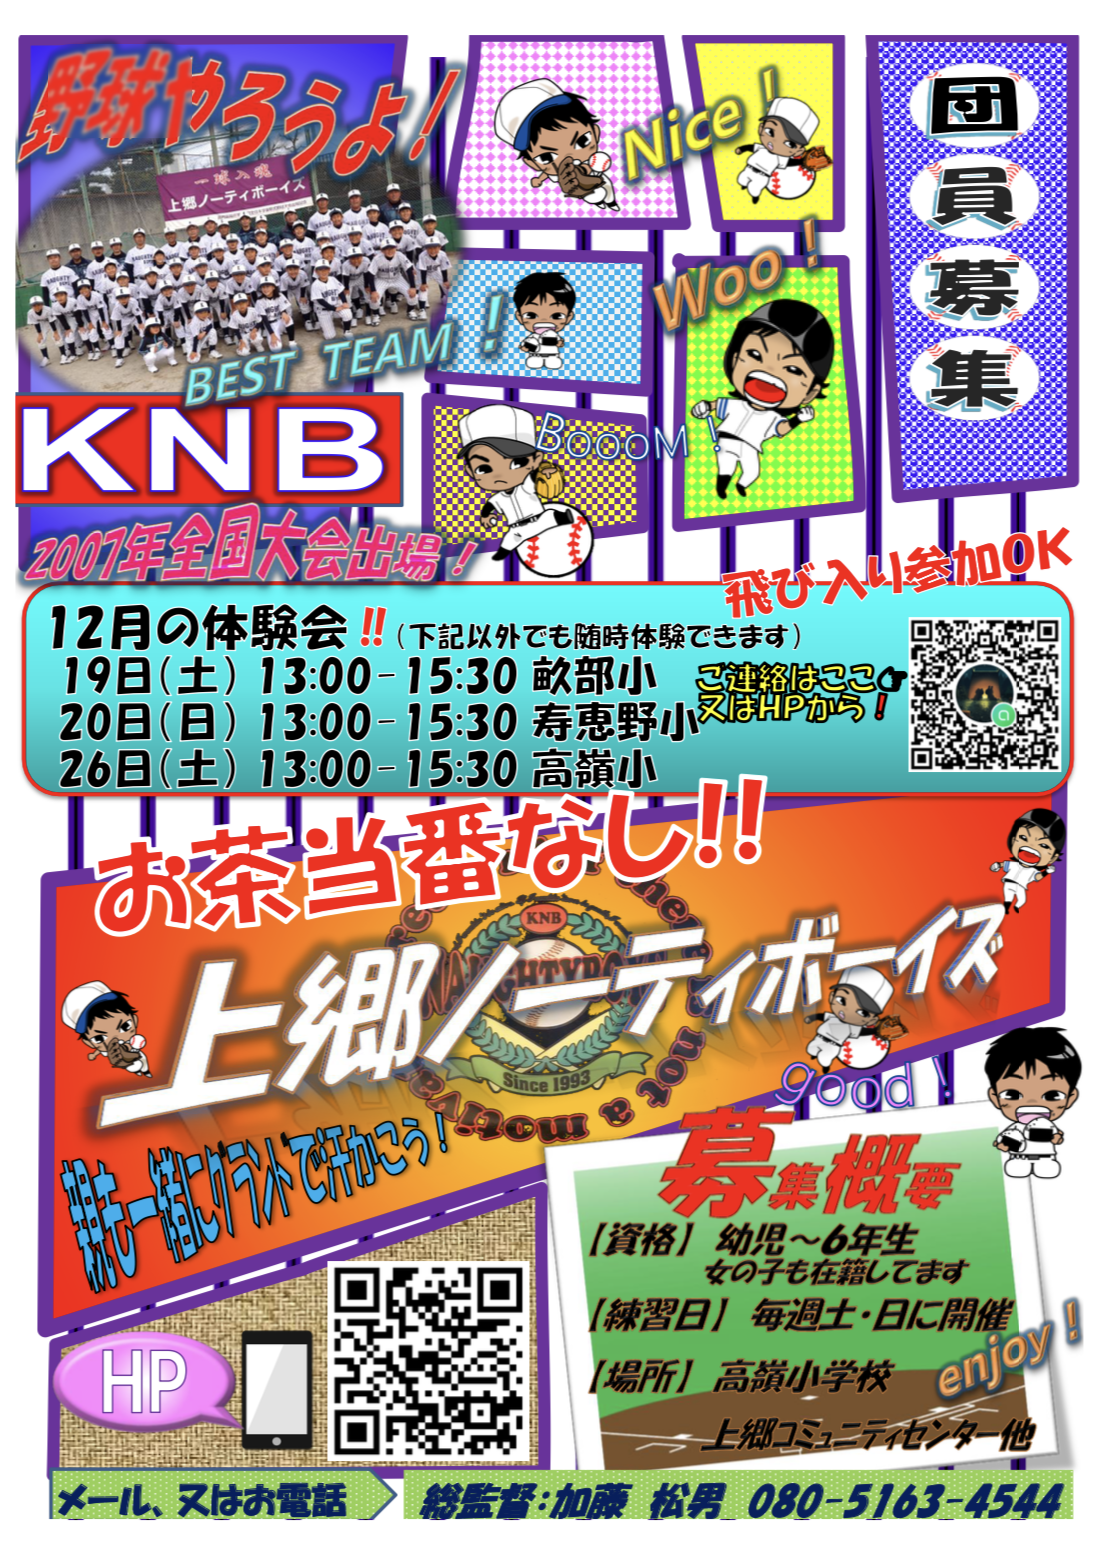 野球やろうよ！
一球入魂
上郷ノーティボーイズ
BEST TEAM！
Nice！
Woo！
BoooM！
団員募集
KNB
2007年全国大会出場！
飛び入り参加OK
12月の体験会!!（下記以外でも随時体験できます）
19日（土）13:00-15:30 畝部小
20日（日）13:00-15:30 寿恵野小
26日（土）13:00-15:30 高嶺小
ご連絡はここ
又はHPから！
お茶当番なし!!
KNB
NAUGHTYBOYS
上郷ノーティボーイズ
Since 1993
not a
good！
親も一緒にグラントﾞで汗かこう！
募集概要
【資格】 幼児～6年生
女の子も在籍してます
【練習日】 毎週土・日に開催
【場所】 高嶺小学校
上郷コミュニティセンター他
enjoy！
HP
メール、又はお電話
総監督：加藤 松男 080-5163-4544